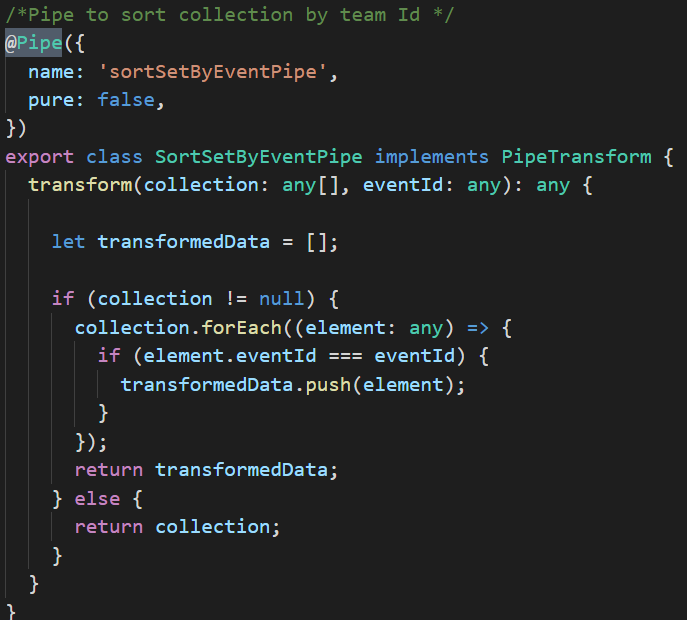 /*Pipe to sort collection by team Id */
@Pipe({
  name: 'sortSetByEventPipe',
  pure: false,
})
export class SortSetByEventPipe implements PipeTransform {
  transform(collection: any[], eventId: any): any {

    let transformedData = [];

    if (collection != null) {
      collection.forEach((element: any) => {
        if (element.eventId === eventId) {
          transformedData.push(element);
        }
      });
      return transformedData;
    } else {
      return collection;
    }
  }
}